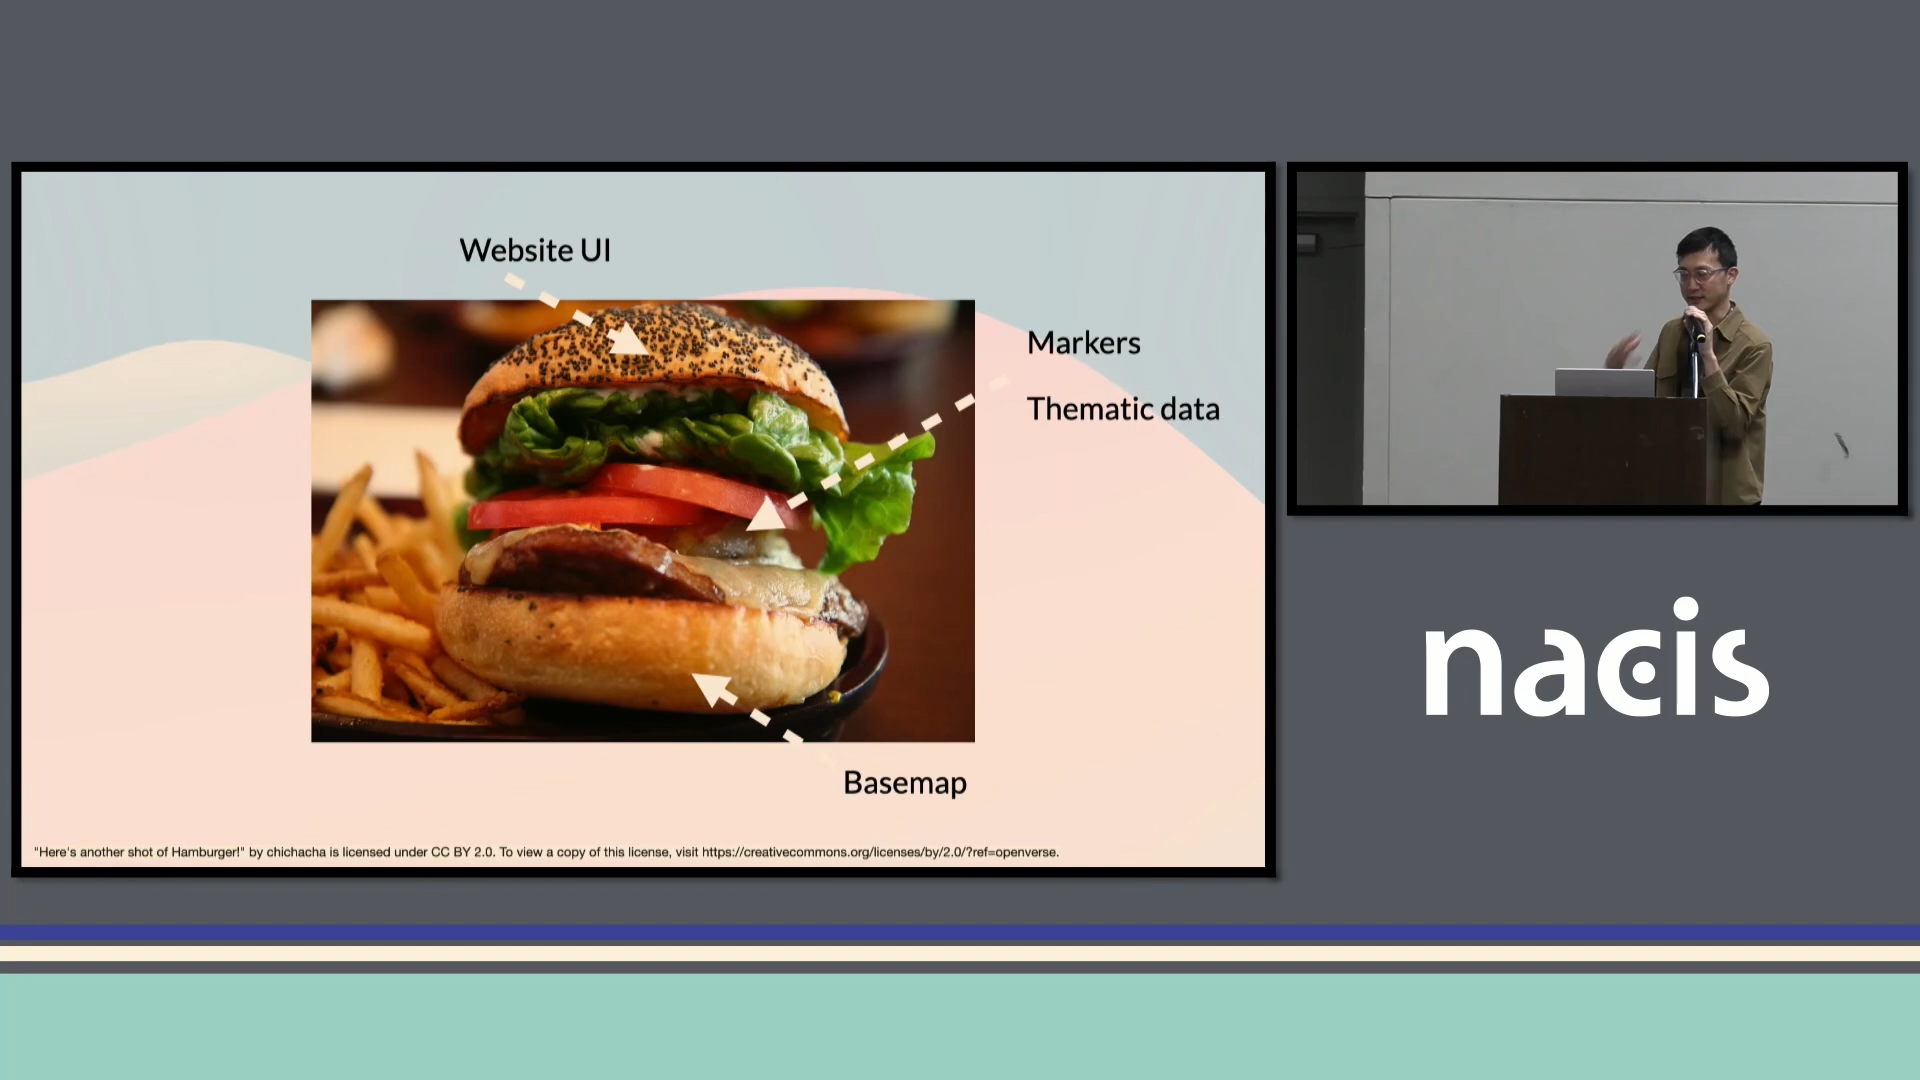 Website UI
Markers
Thematic data
Basemap
"Here's another shot of Hamburger!" by chichacha is licensed under CC BY 2.0. To view a copy of this license, visit https://creativecommons.org/licenses/by/2.0/?ref=openverse.
nacis